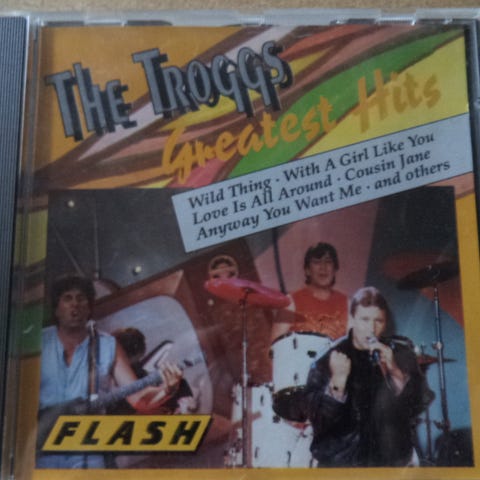 THE TROGGS
Greatest Hits
Wild Thing · With A Girl Like You
Love Is All Around · Cousin Jane
Anyway You Want Me · and others
FLASH